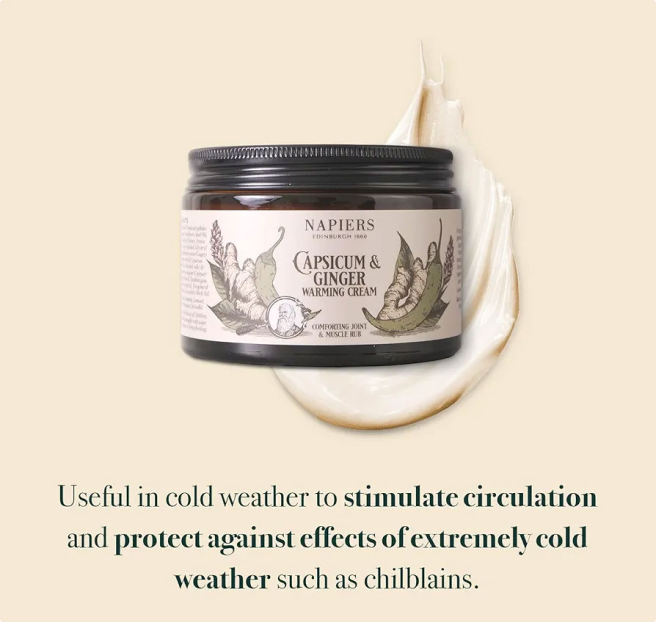 NAPIERS
EDINBURGH 1860
CAPSICUM &
GINGER
WARMING CREAM
COMFORTING JOINT
& MUSCLE RUB
Useful in cold weather to stimulate circulation
and protect against effects of extremely cold
weather such as chilblains.